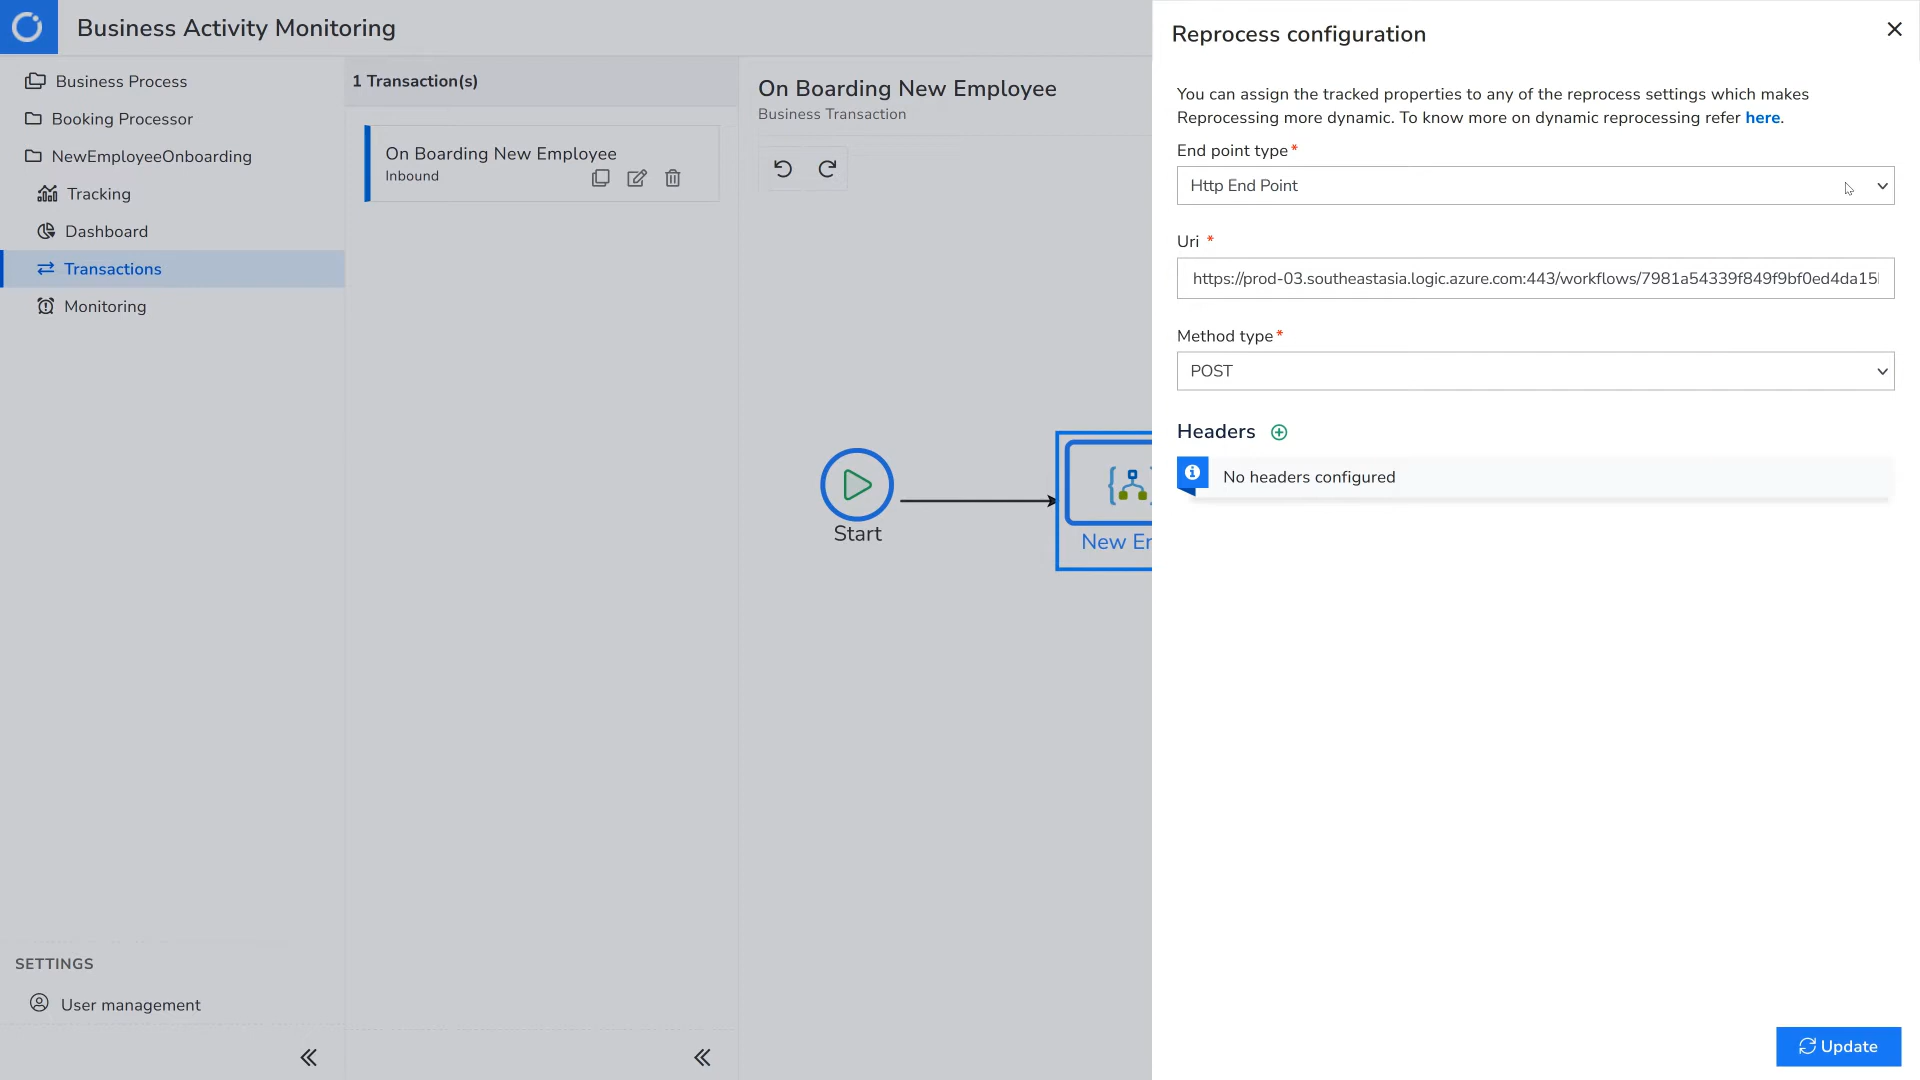 Business Activity Monitoring
Business Process
Booking Processor
NewEmployeeOnboarding
Tracking
Dashboard
Transactions
Monitoring
SETTINGS
User management
1 Transaction(s)
On Boarding New Employee
Inbound
On Boarding New Employee
Business Transaction
Start
New Er
Reprocess configuration
You can assign the tracked properties to any of the reprocess settings which makes
Reprocessing more dynamic. To know more on dynamic reprocessing refer here.
End point type*
Http End Point
Uri *
https://prod-03.southeastasia.logic.azure.com:443/workflows/7981a54339f849f9bf0ed4da15
Method type*
POST
Headers
No headers configured
Update